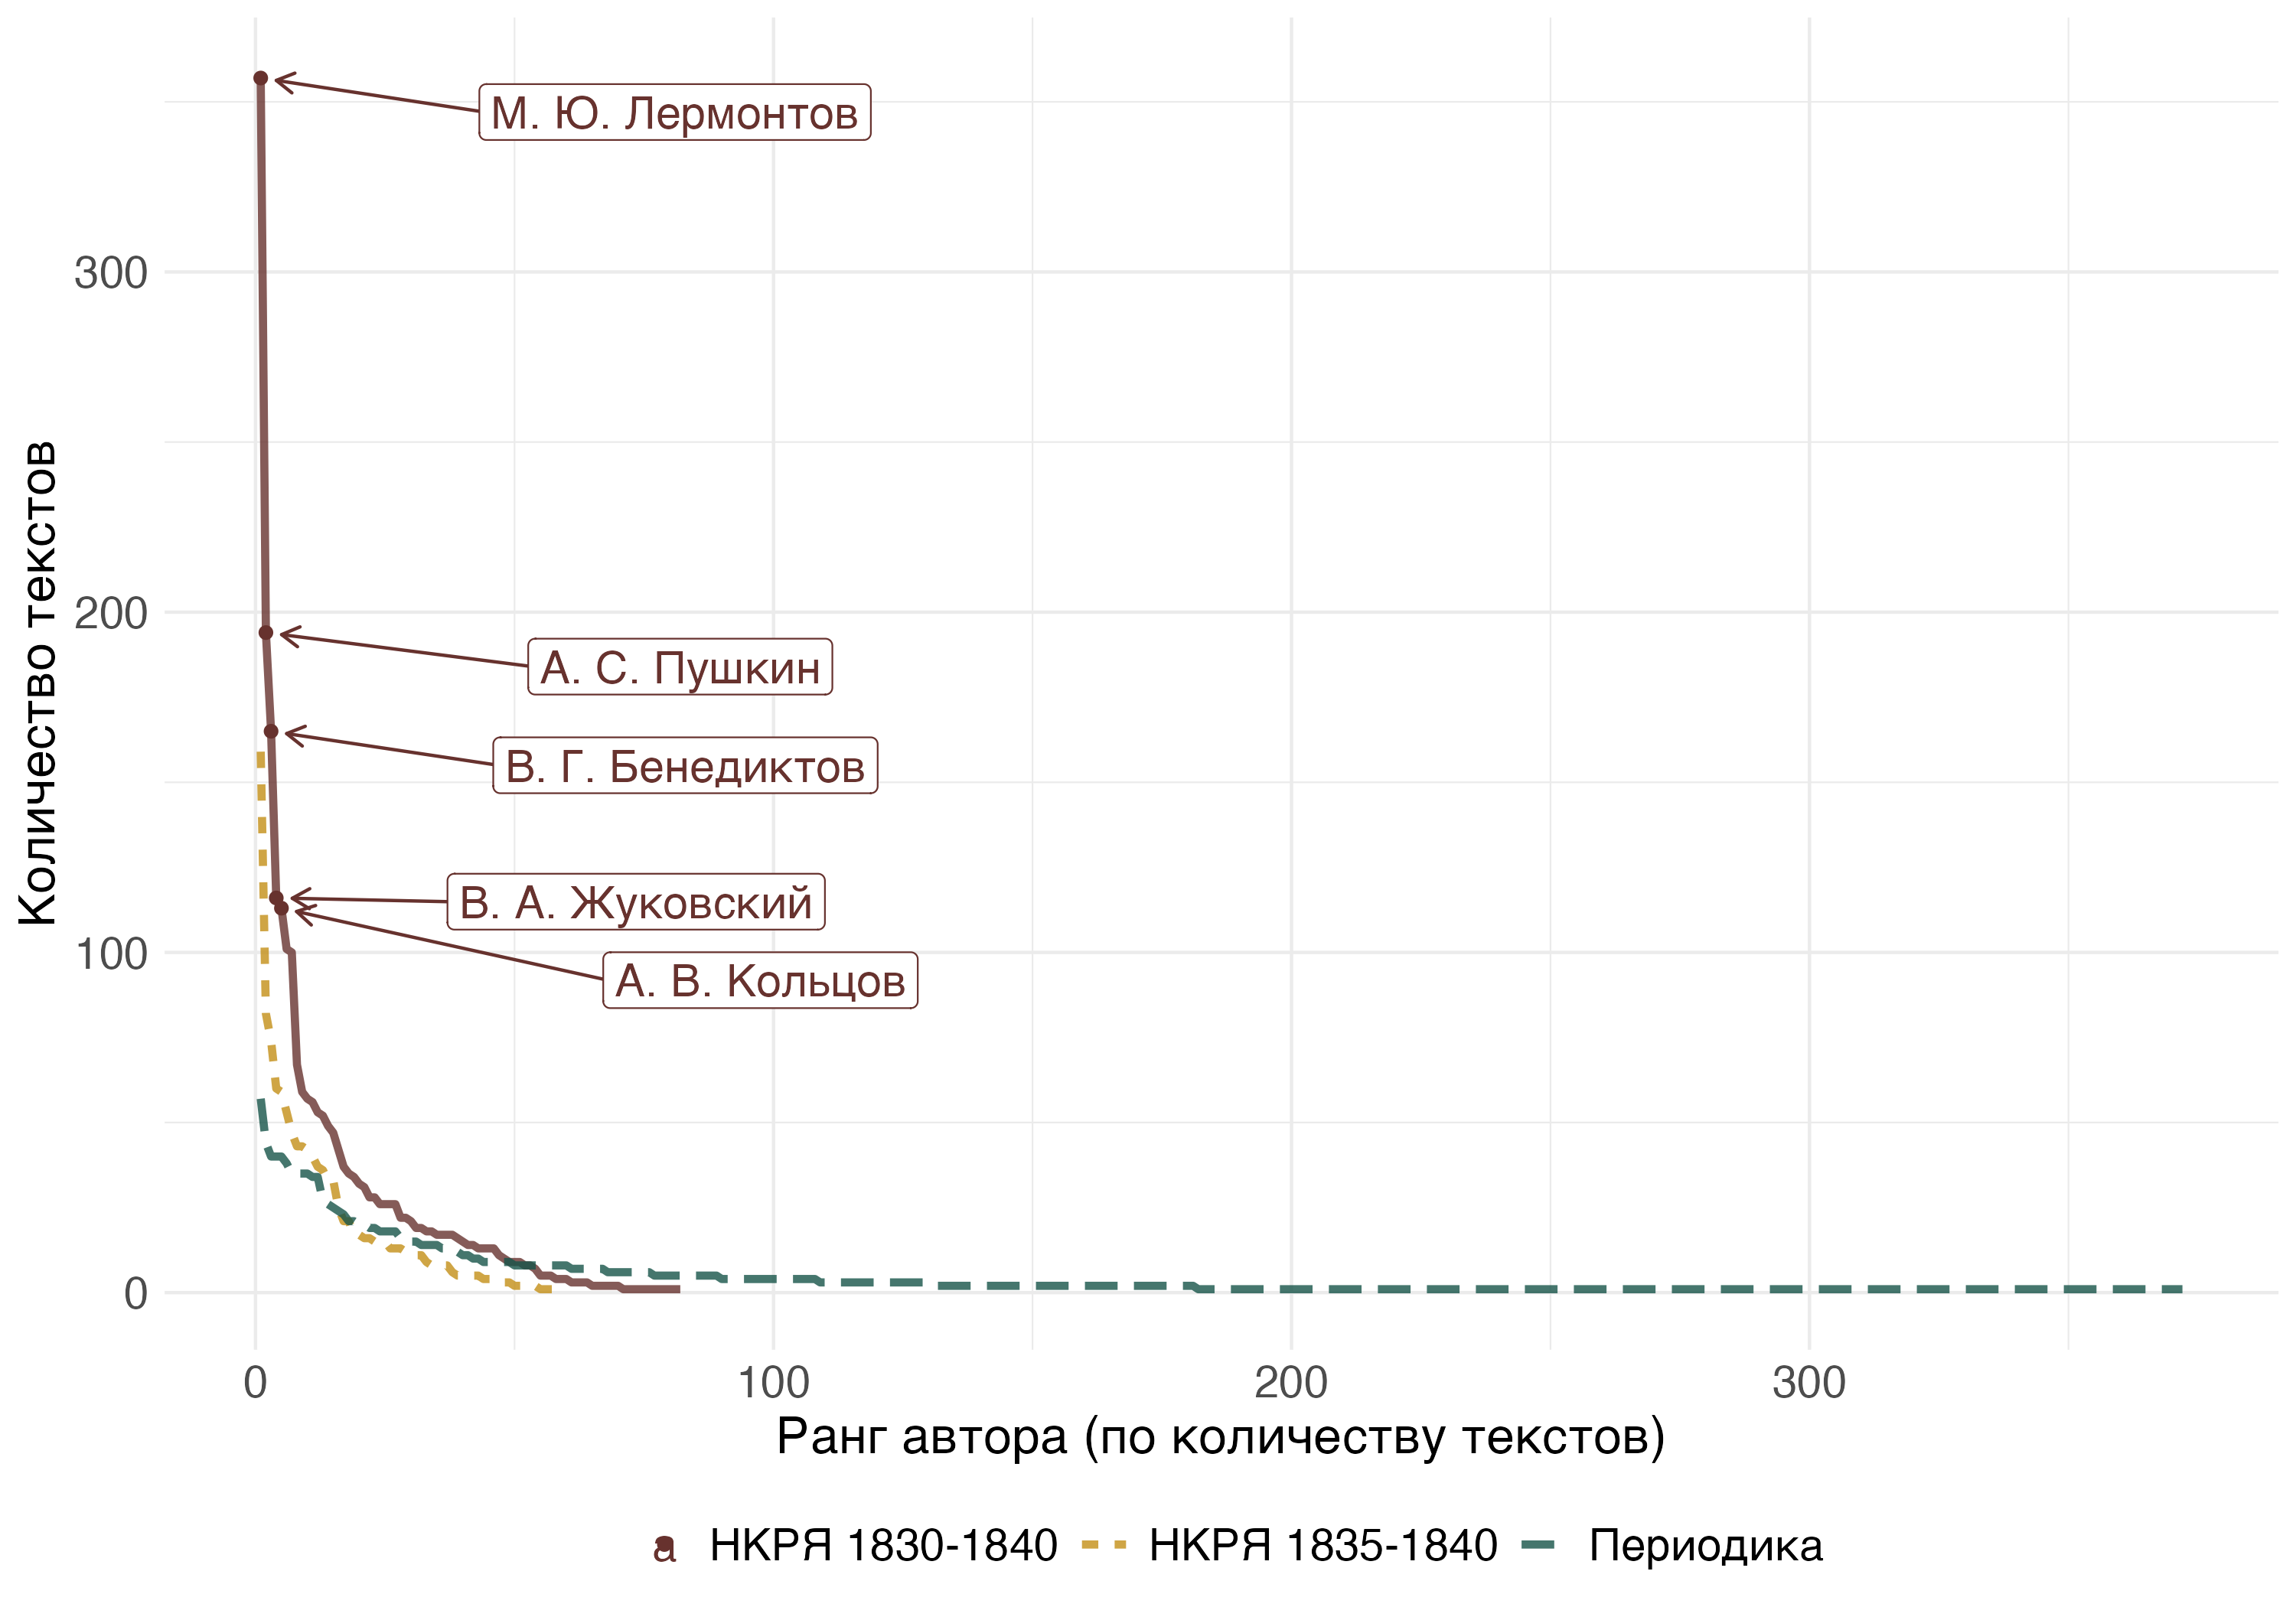 М. Ю. Лермонтов
300
200
А. С. Пушкин
В. Г. Бенедиктов
В. А. Жуковский
100
А. В. Кольцов
0
Количество текстов
0 100 200 300
Ранг автора (по количеству текстов)
a НКРЯ 1830-1840 НКРЯ 1835-1840 Периодика